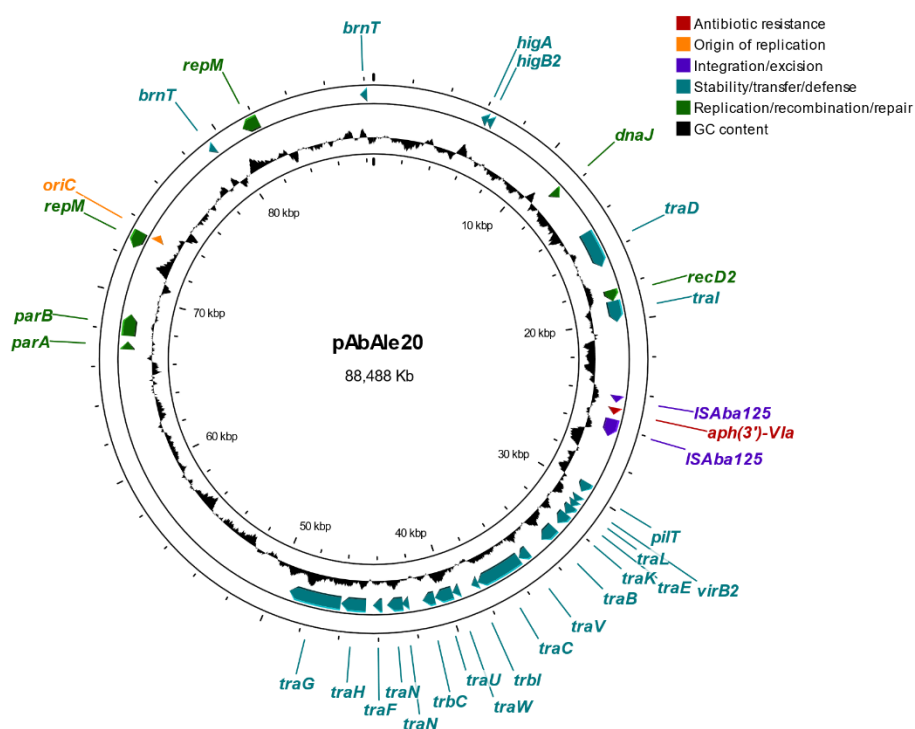 brnT
higA
higB2
repM
brnT
dnaJ
oriC
repM
traD
recD2
traI
parB
parA
ISAba125
aph(3')-VIa
ISAba125
pilT
traL
virB2
traE
traK
traB
traV
traC
trbI
traW
traU
trbC
traN
traN
traF
traH
traG
10 kbp
20 kbp
30 kbp
40 kbp
50 kbp
60 kbp
70 kbp
80 kbp
pAbAle20
88,488 Kb
Antibiotic resistance
Origin of replication
Integration/excision
Stability/transfer/defense
Replication/recombination/repair
GC content